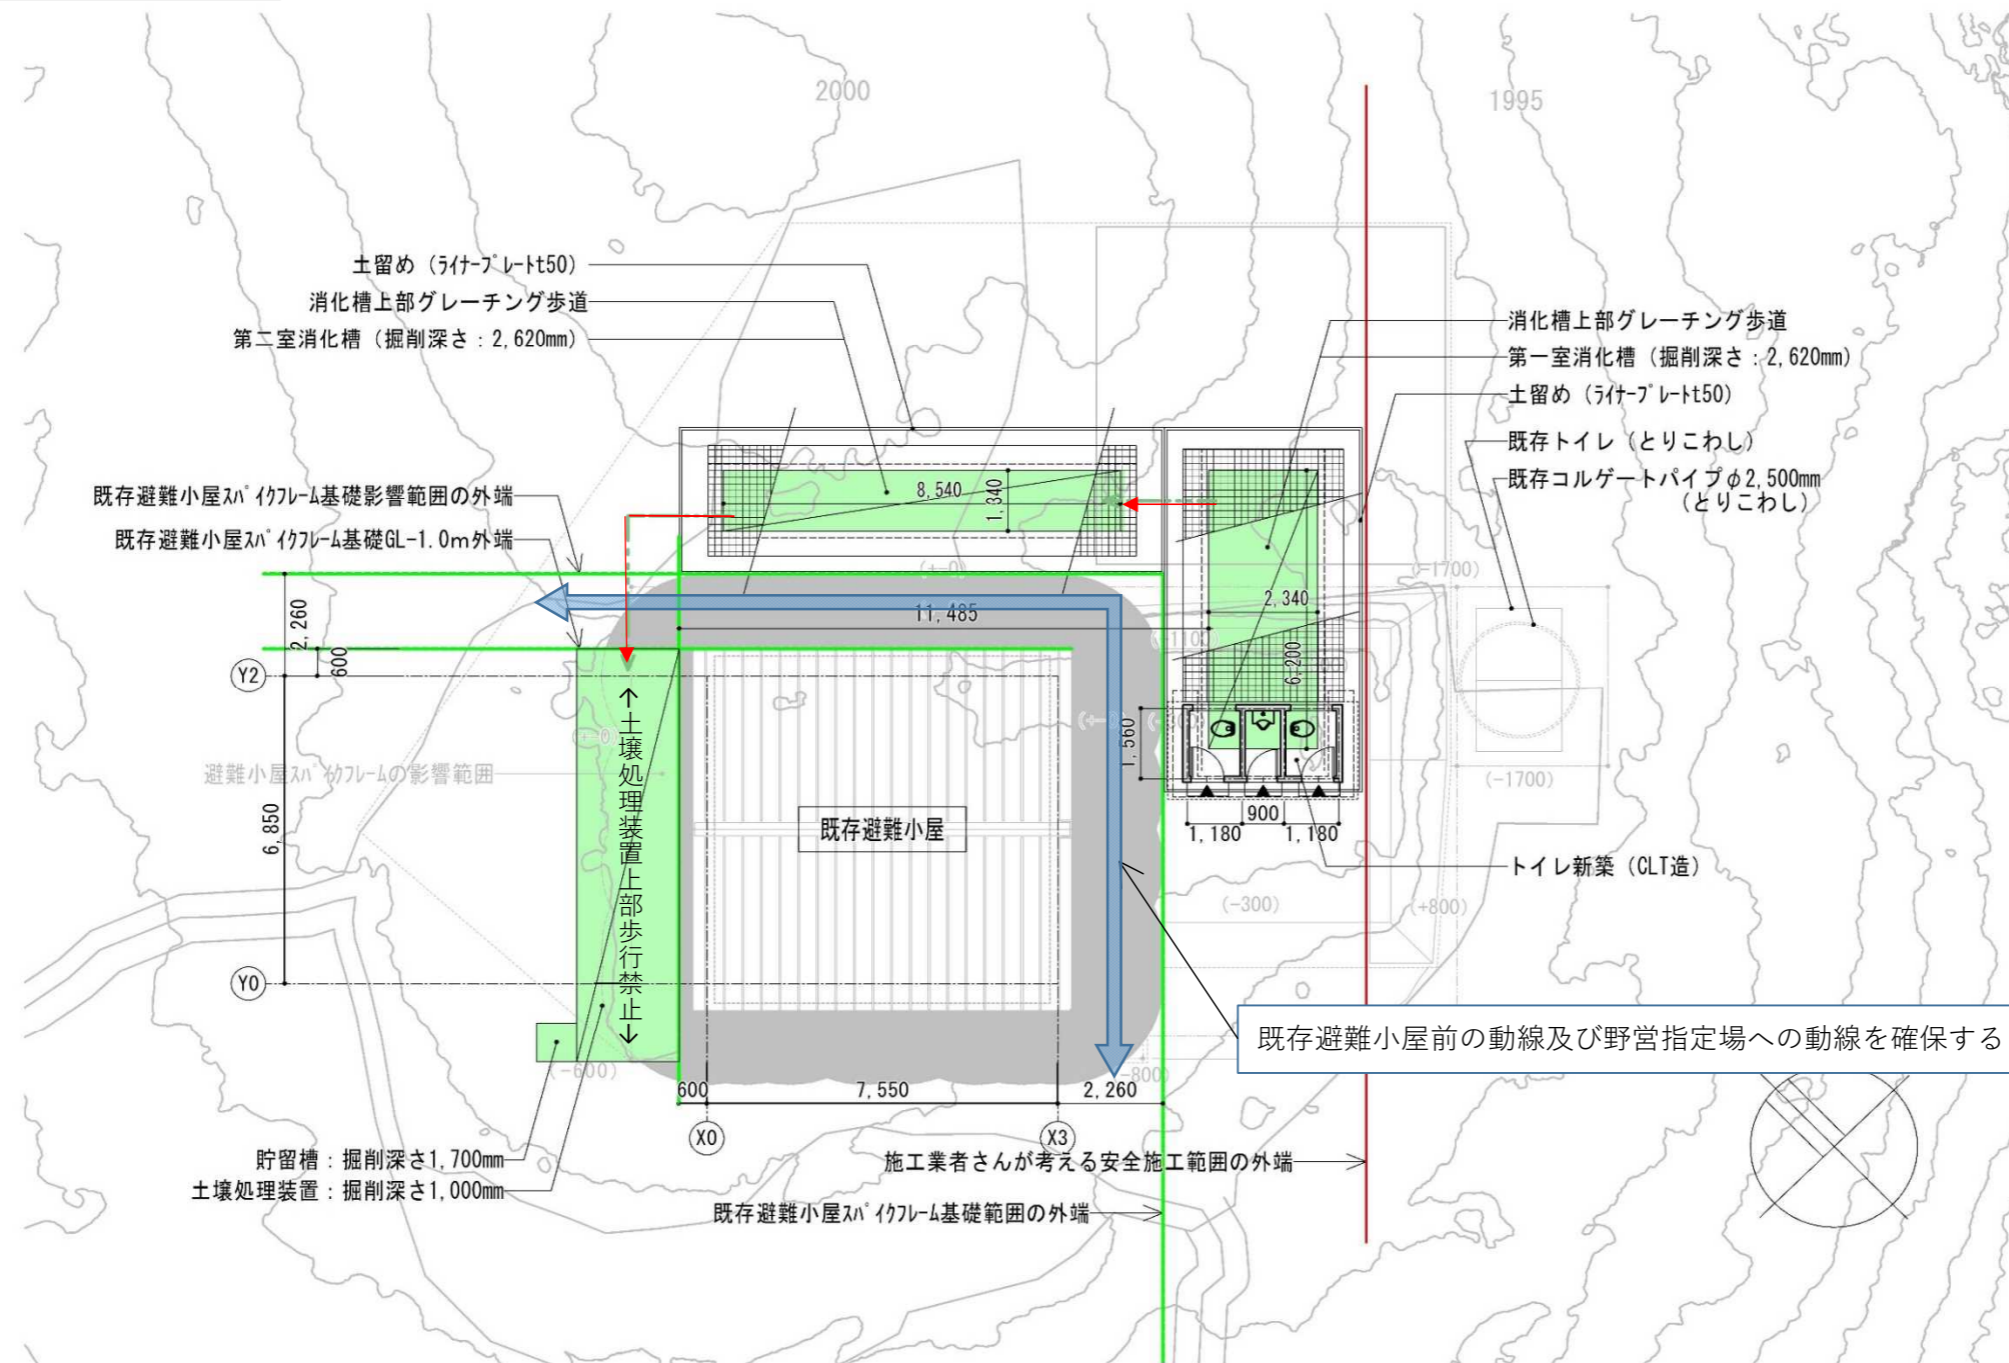 2000
1995
土留め（ﾗｲﾅｰﾌﾟﾚｰﾄt50）
消化槽上部グレーチング歩道
第二室消化槽（掘削深さ：2,620mm）
消化槽上部グレーチング歩道
第一室消化槽（掘削深さ：2,620mm）
土留め（ﾗｲﾅｰﾌﾟﾚｰﾄt50）
既存トイレ（とりこわし）
既存コルゲートパイプφ2,500mm
（とりこわし）
既存避難小屋ｽﾊﾟｲｸﾌﾚｰﾑ基礎影響範囲の外端
既存避難小屋ｽﾊﾟｲｸﾌﾚｰﾑ基礎GL-1.0m外端
8,540
1,340
(+-0)
(-1700)
2,340
11,485
2,260
600
(-1100)
6,200
Y2
↑土壌処理装置上部歩行禁止↓
(+-0)
(+-0)
1,560
避難小屋ｽﾊﾟｲｸﾌﾚｰﾑの影響範囲
(-1700)
6,850
既存避難小屋
900
1,180
1,180
トイレ新築（CLT造）
(-300)
(+800)
Y0
既存避難小屋前の動線及び野営指定場への動線を確保する
(-600)
-800)
600
7,550
2,260
X0
X3
貯留槽：掘削深さ1,700mm
土壌処理装置：掘削深さ1,000mm
施工業者さんが考える安全施工範囲の外端
既存避難小屋ｽﾊﾟｲｸﾌﾚｰﾑ基礎範囲の外端